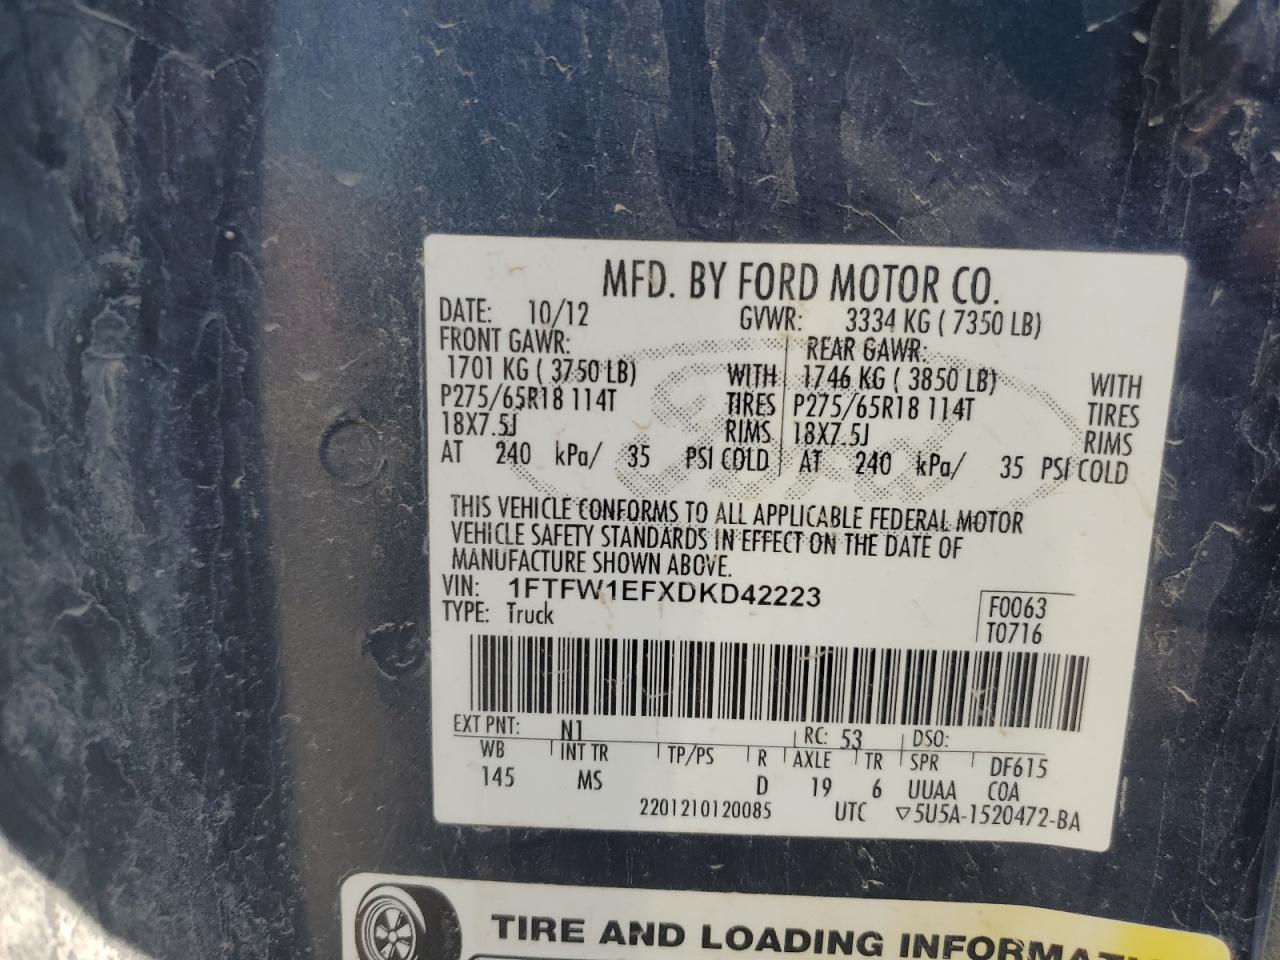 MFD. BY FORD MOTOR CO.
DATE: 10/12 GVWR: 3334 KG ( 7350 LB)
FRONT GAWR: REAR GAWR:
1701 KG ( 3750 LB) WITH 1746 KG ( 3850 LB) WITH
P275/65R18 114T TIRES P275/65R18 114T TIRES
18X7.5J RIMS 18X7.5J RIMS
AT 240 kPa/ 35 PSI COLD AT 240 kPa/ 35 PSI COLD
THIS VEHICLE CONFORMS TO ALL APPLICABLE FEDERAL MOTOR
VEHICLE SAFETY STANDARDS IN EFFECT ON THE DATE OF
MANUFACTURE SHOWN ABOVE.
VIN: 1FTFW1EFXDKD42223 F0063
TYPE: Truck T0716
EXT PNT: N1 RC: 53 DSO:
WB INT TR TP/PS R AXLE TR SPR DF615
145 MS D 19 6 UUAA COA
2201210120085 UTC ▽5U5A-1520472-BA
TIRE AND LOADING INFORMATI